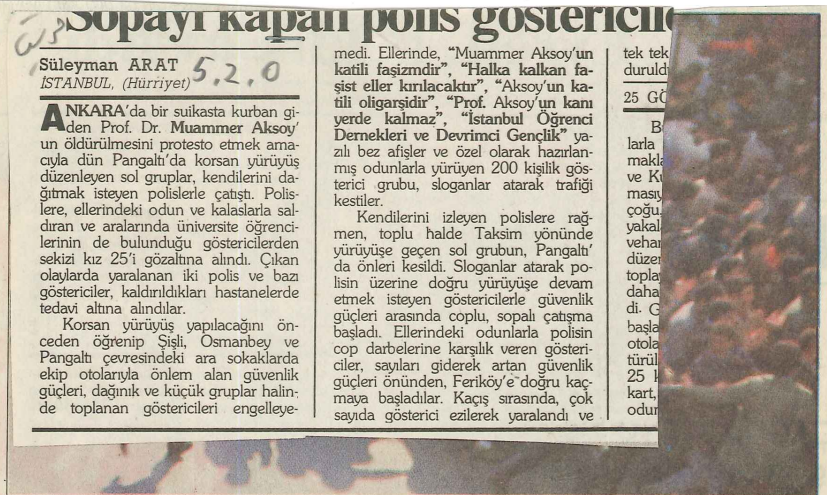 Sopayı kapan polis göstericile
Süleyman ARAT
İSTANBUL, (Hürriyet)
5.2.0
ANKARA'da bir suikasta kurban gi-
den Prof. Dr. Muammer Aksoy'
un öldürülmesini protesto etmek ama-
cıyla dün Pangaltı'da korsan yürüyüş
düzenleyen sol gruplar, kendilerini da-
ğıtmak isteyen polislerle çatıştı. Polis-
lere, ellerindeki odun ve kalaslarla sal-
dıran ve aralarında üniversite öğrenci-
lerinin de bulunduğu göstericilerden
sekizi kız 25'i gözaltına alındı. Çıkan
olaylarda yaralanan iki polis ve bazı
göstericiler, kaldırıldıkları hastanelerde
tedavi altına alındılar.
Korsan yürüyüş yapılacağını ön-
ceden öğrenip Şişli, Osmanbey ve
Pangaltı çevresindeki ara sokaklarda
ekip otolarıyla önlem alan güvenlik
güçleri, dağınık ve küçük gruplar halin-
de toplanan göstericileri engelleye-
medi. Ellerinde, "Muammer Aksoy'un
katili faşizmdir", "Halka kalkan fa-
şist eller kırılacaktır", "Aksoy'un ka-
tili oligarşidir", "Prof. Aksoy'un kanı
yerde kalmaz", "İstanbul Öğrenci
Dernekleri ve Devrimci Gençlik" ya-
zılı bez afişler ve özel olarak hazırlan-
mış odunlarla yürüyen 200 kişilik gös-
terici grubu, sloganlar atarak trafiği
kestiler.
Kendilerini izleyen polislere rağ-
men, toplu halde Taksim yönünde
yürüyüşe geçen sol grubun, Pangaltı'
da önleri kesildi. Sloganlar atarak po-
lisin üzerine doğru yürüyüşe devam
etmek isteyen göstericilerle güvenlik
güçleri arasında coplu, sopalı çatışma
başladı. Ellerindeki odunlarla polisin
cop darbelerine karşılık veren gösteri-
ciler, sayıları giderek artan güvenlik
güçleri önünden, Feriköy'e doğru kaç-
maya başladılar. Kaçış sırasında, çok
sayıda gösterici ezilerek yaralandı ve
tek tek
duruld
25 GÖ
larla
makla
ve Kı
masıy
çoğu,
yakala
vehar
düzer
topla
daha
di. G
başla
otola
türül
25 k
kart,
odur